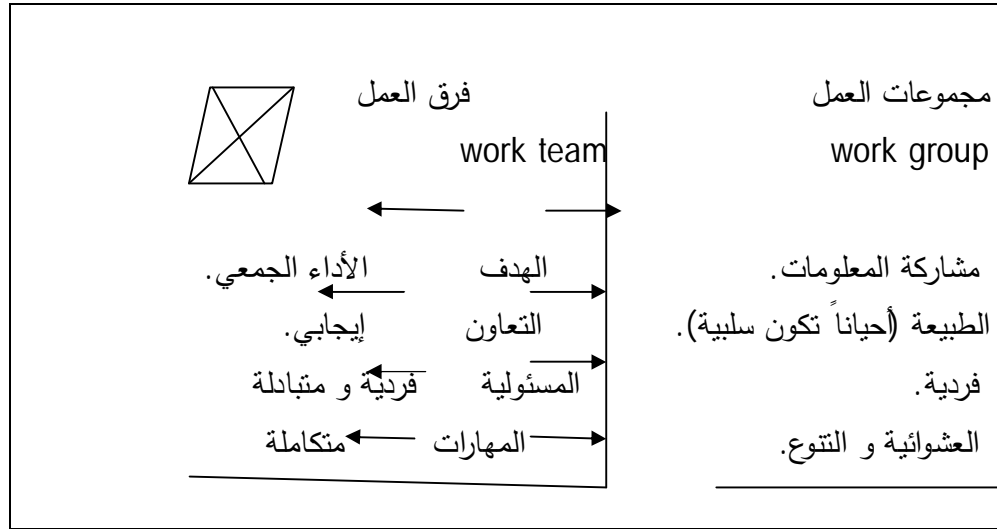 مجموعات العمل فرق العمل
work group work team
مشاركة المعلومات. الهدف الأداء الجمعي.
الطبيعة (أحياناً تكون سلبية). التعاون إيجابي.
فردية. المسئولية فردية و متبادلة
العشوائية و التنوع. المهارات متكاملة